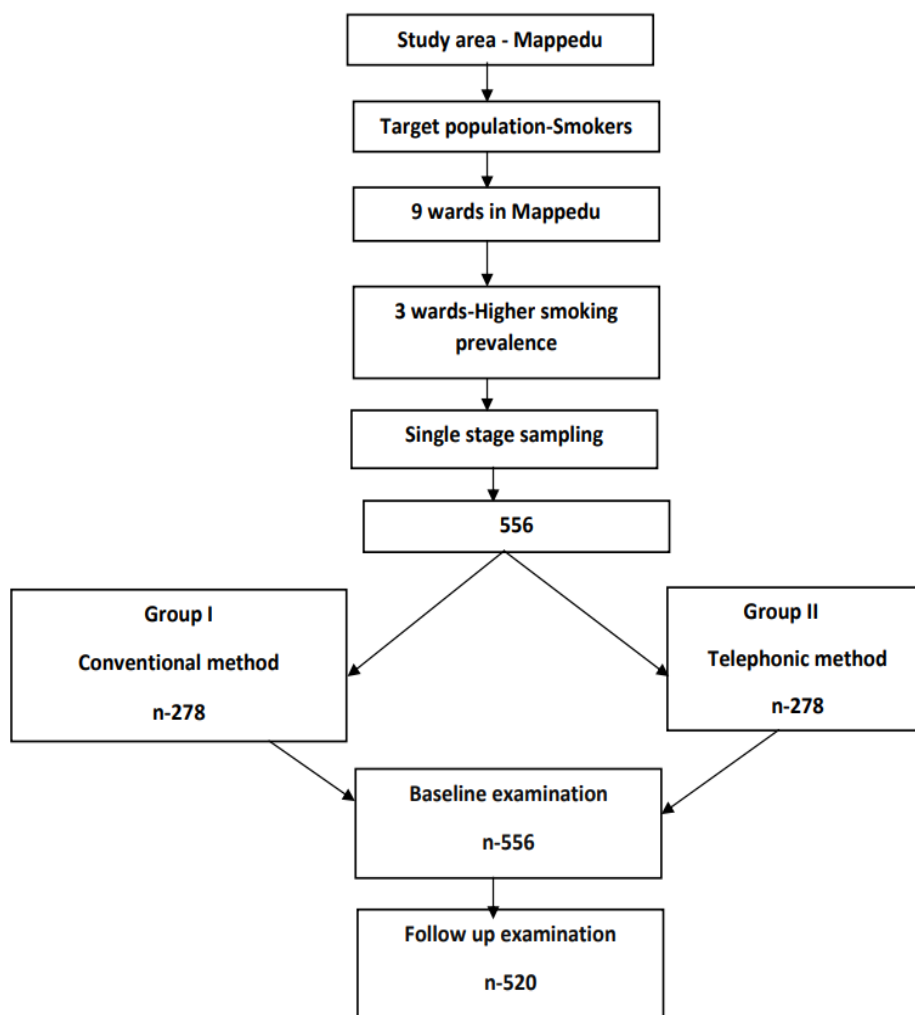 Study area - Mappedu
Target population-Smokers
9 wards in Mappedu
3 wards-Higher smoking
prevalence
Single stage sampling
556
Group I
Conventional method
n-278
Group II
Telephonic method
n-278
Baseline examination
n-556
Follow up examination
n-520